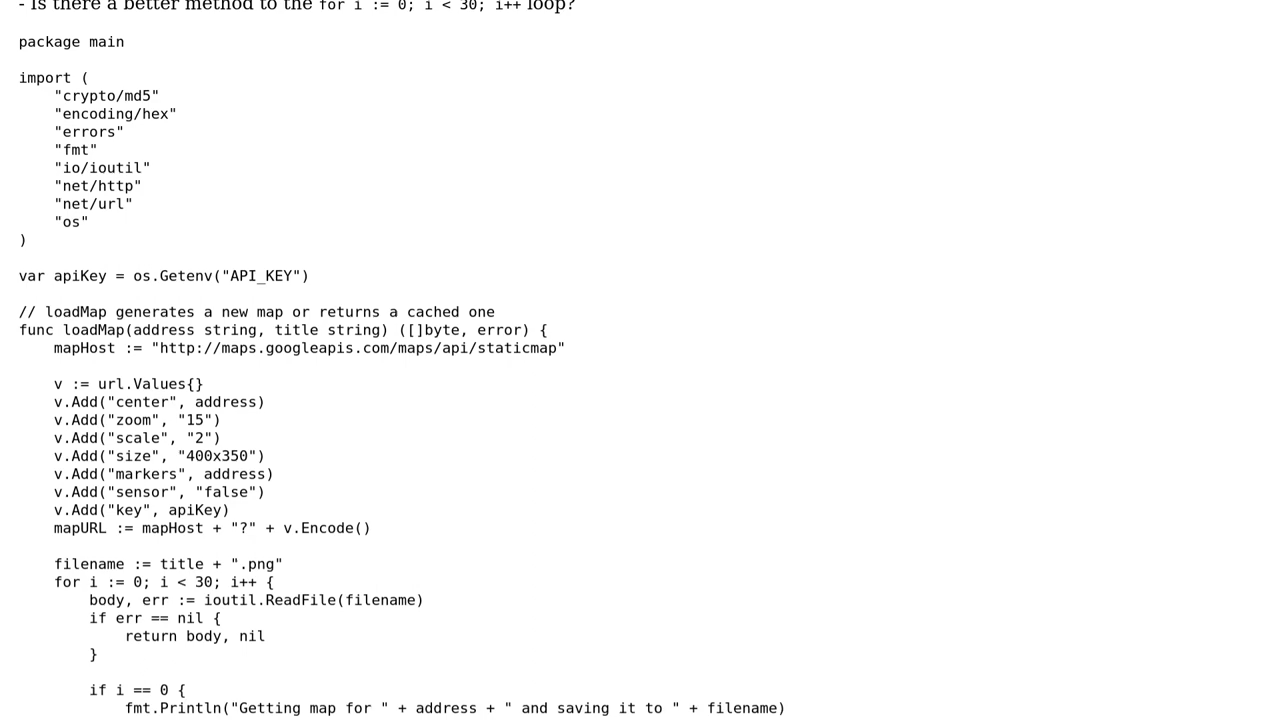 - Is there a better method to the for i := 0; i < 30; i++ loop?
package main
import (
    "crypto/md5"
    "encoding/hex"
    "errors"
    "fmt"
    "io/ioutil"
    "net/http"
    "net/url"
    "os"
)
var apiKey = os.Getenv("API_KEY")
// loadMap generates a new map or returns a cached one
func loadMap(address string, title string) ([]byte, error) {
    mapHost := "http://maps.googleapis.com/maps/api/staticmap"
    v := url.Values{}
    v.Add("center", address)
    v.Add("zoom", "15")
    v.Add("scale", "2")
    v.Add("size", "400x350")
    v.Add("markers", address)
    v.Add("sensor", "false")
    v.Add("key", apiKey)
    mapURL := mapHost + "?" + v.Encode()
    filename := title + ".png"
    for i := 0; i < 30; i++ {
        body, err := ioutil.ReadFile(filename)
        if err == nil {
            return body, nil
        }
        if i == 0 {
            fmt.Println("Getting map for " + address + " and saving it to " + filename)